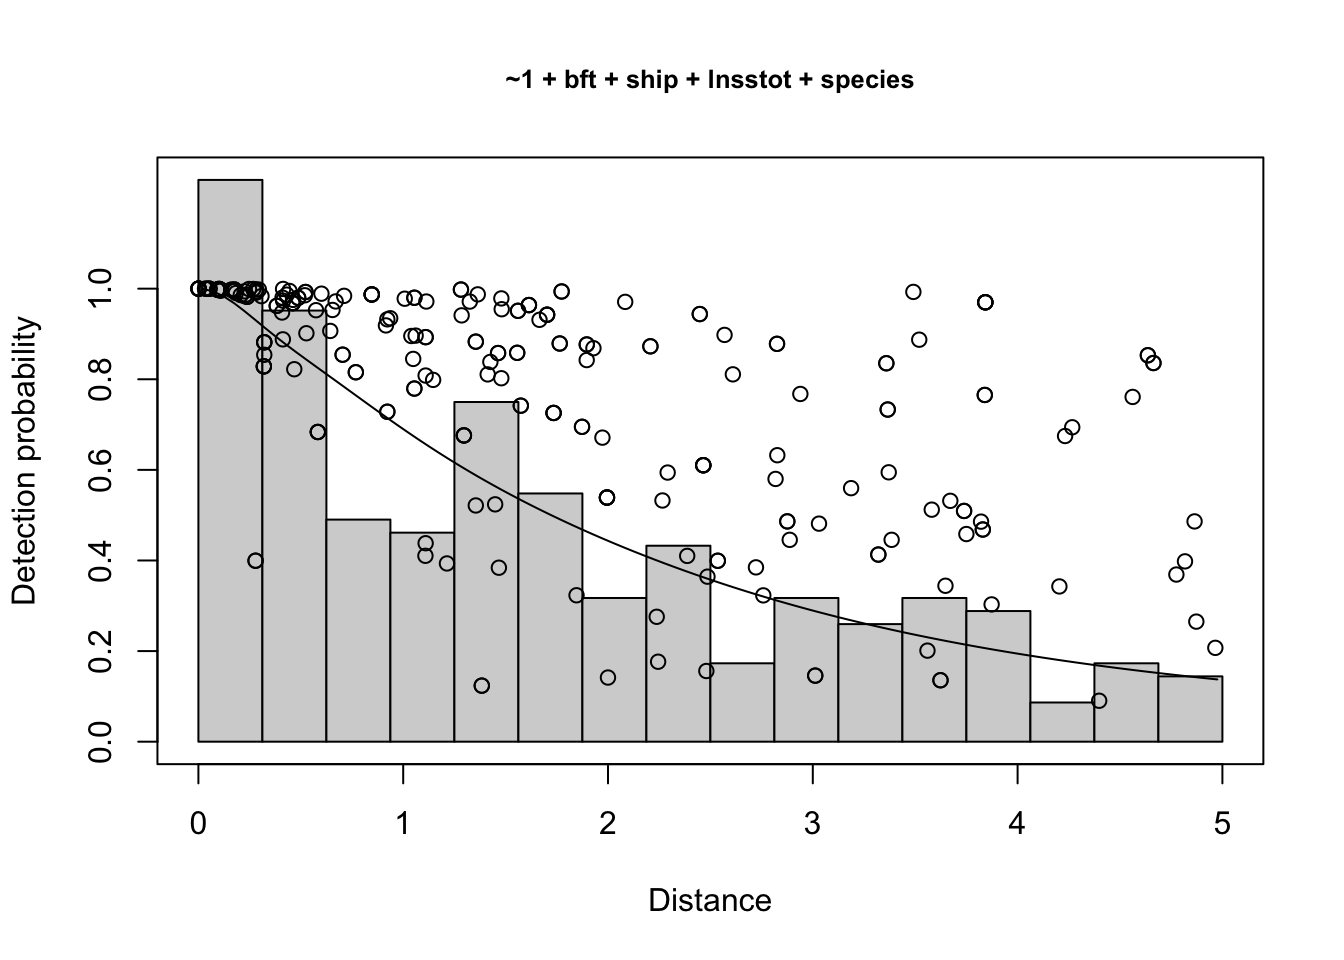 ~1 + bft + ship + lnsstot + species
Detection probability
1.0
0.8
0.6
0.4
0.2
0.0
0 1 2 3 4 5
Distance